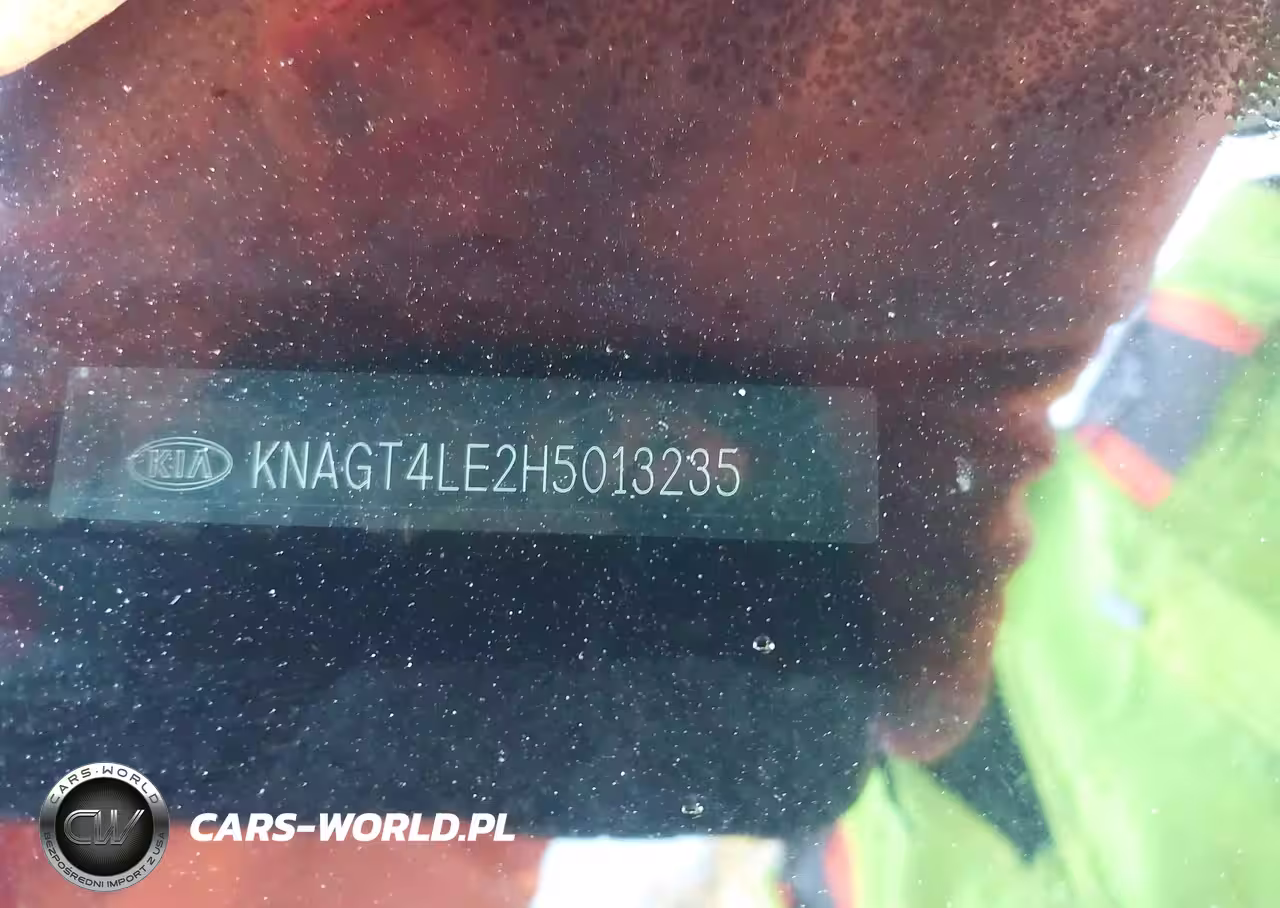 KIA KNAGT4LE2H5013235
CARS-WORLD
CW
BEZPOŚREDNI IMPORT Z USA
CARS-WORLD.PL